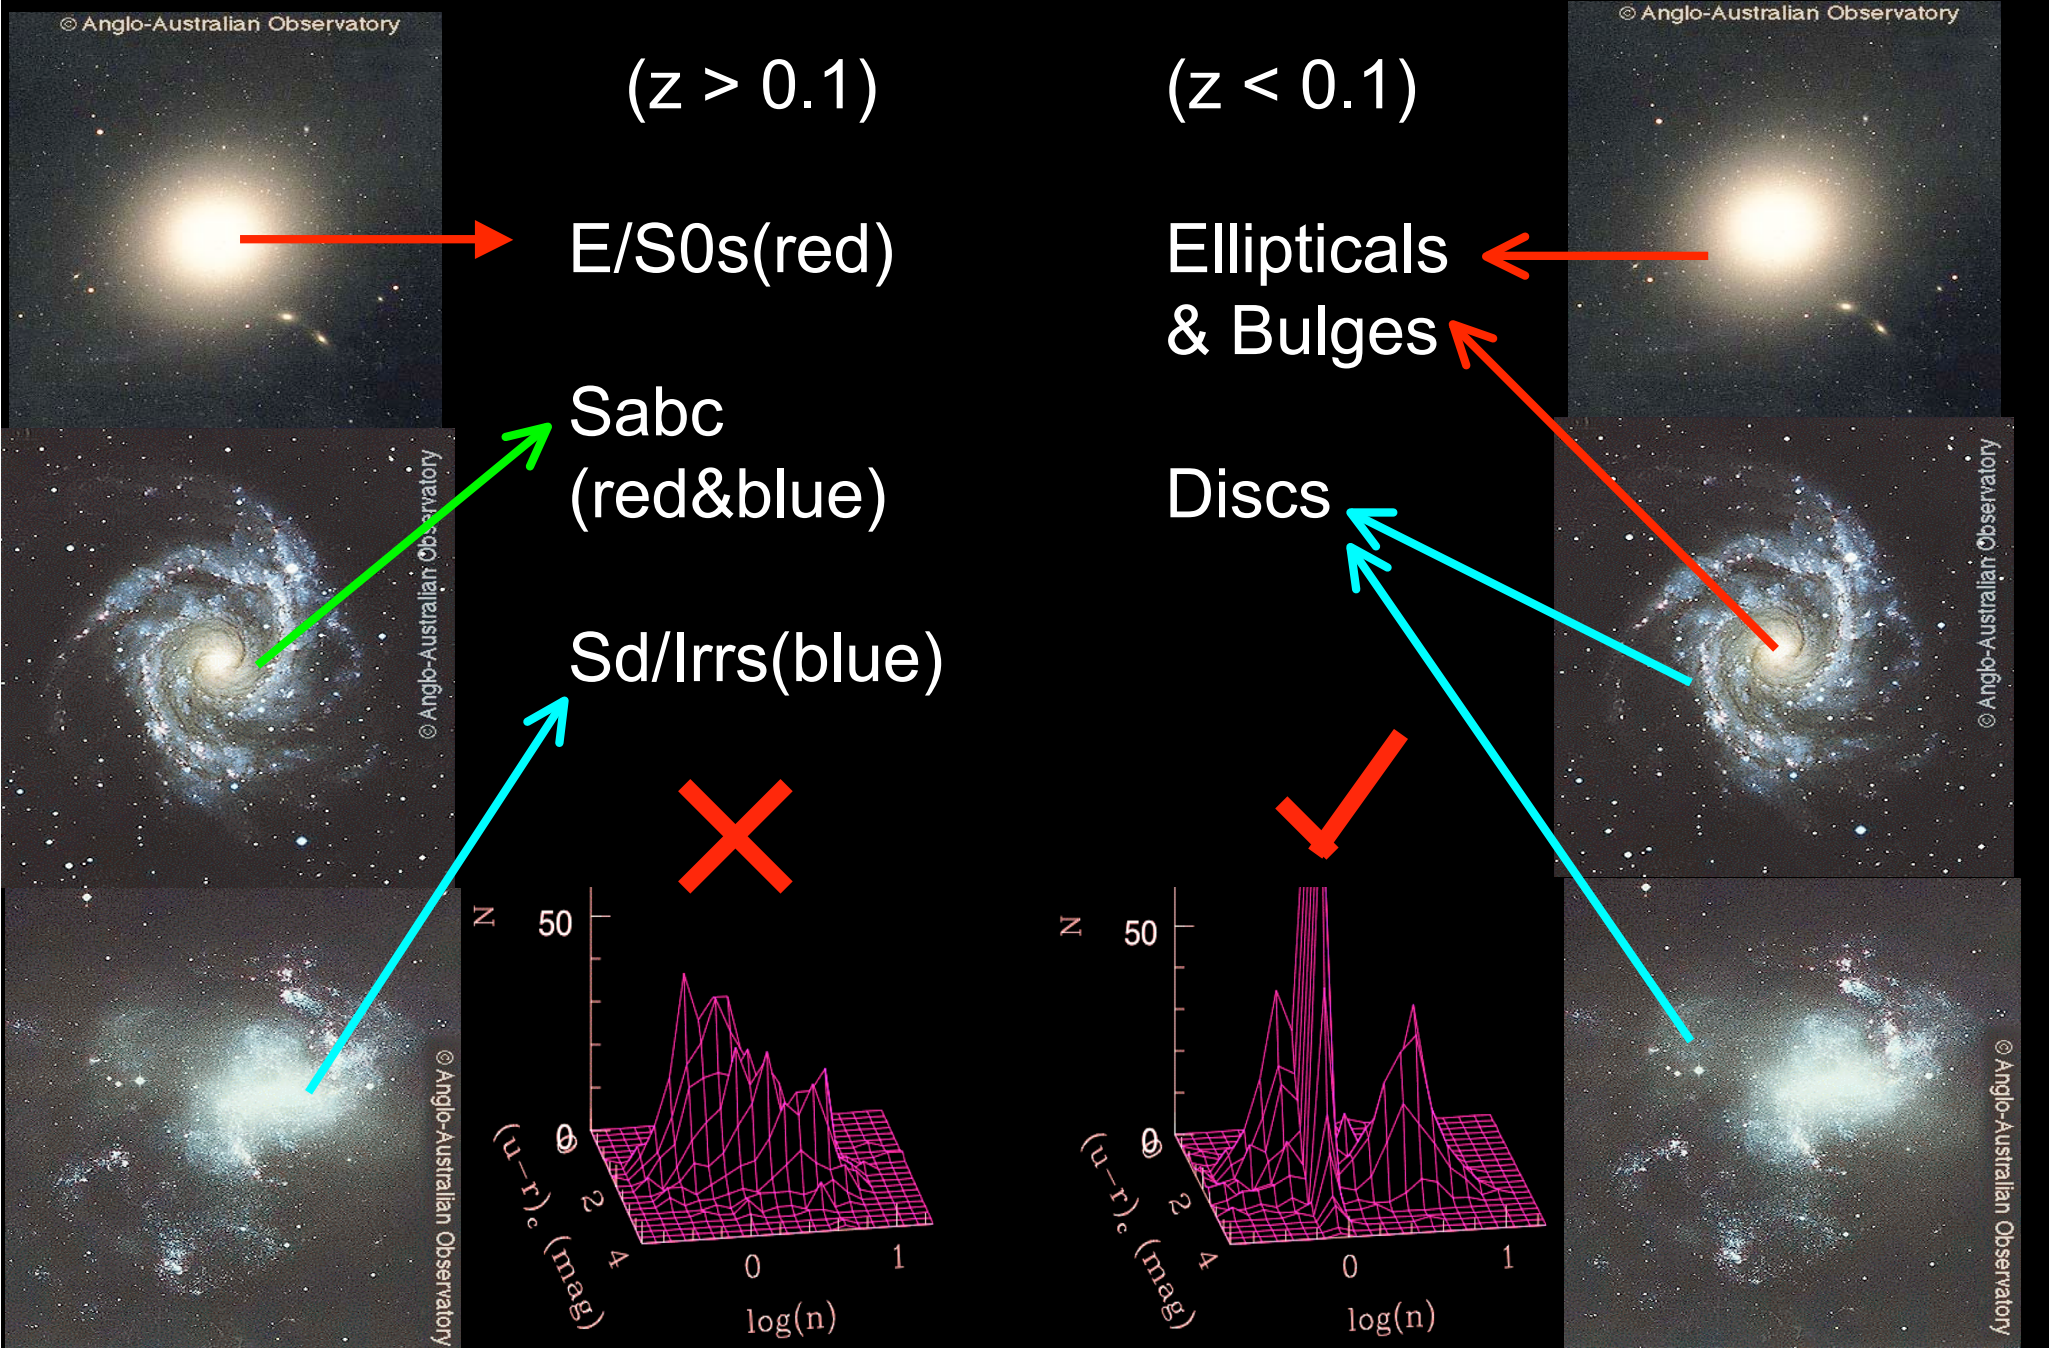 © Anglo-Australian Observatory
(z > 0.1)
E/S0s(red)
Sabc
(red&blue)
Sd/Irrs(blue)
© Anglo-Australian Observatory
© Anglo-Australian Observatory
N
50
0
0
2
4
(u−r)c (mag)
0
1
log(n)
(z < 0.1)
Ellipticals
& Bulges
Discs
N
50
0
0
2
4
(u−r)c (mag)
0
1
log(n)
© Anglo-Australian Observatory
© Anglo-Australian Observatory
© Anglo-Australian Observatory